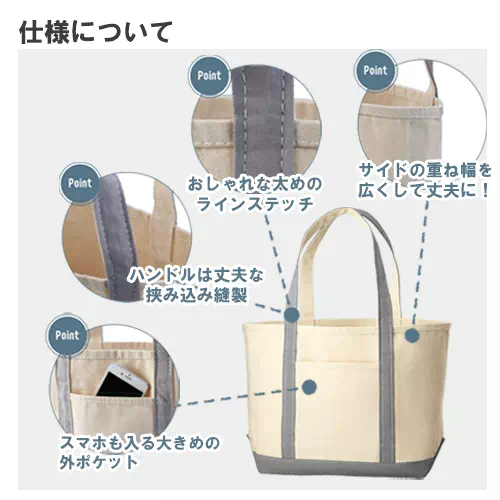 仕様について
Point
おしゃれな太めの
ラインステッチ
Point
サイドの重ね幅を
広くして丈夫に！
Point
ハンドルは丈夫な
挟み込み縫製
Point
スマホも入る大きめの
外ポケット